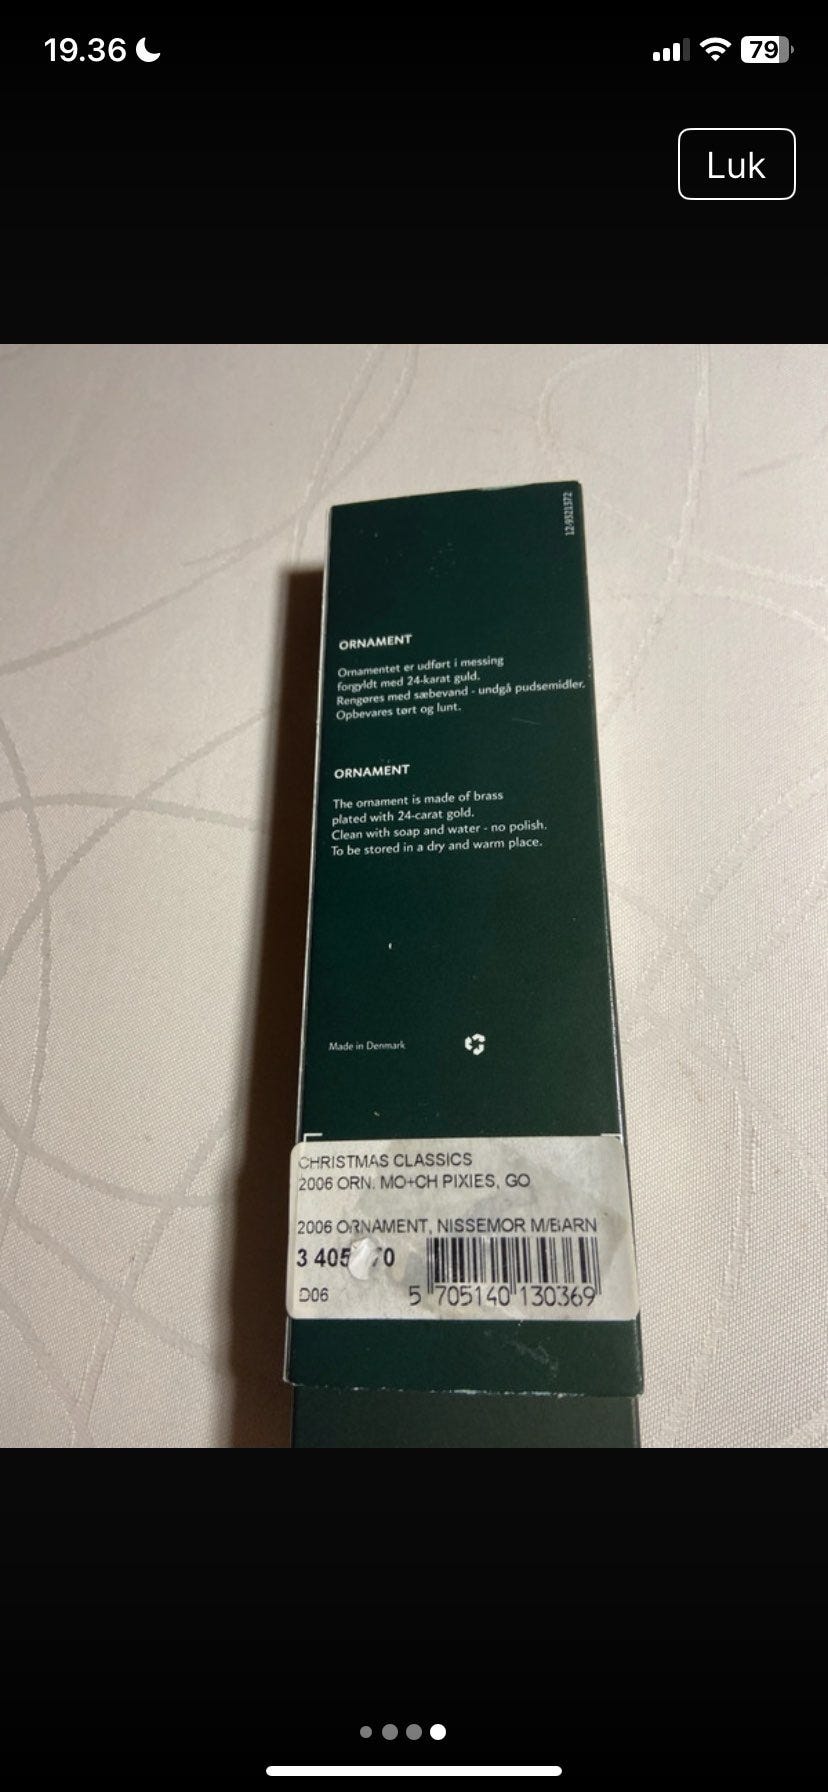 19.36
79
Luk
12-9321372
ORNAMENT
Ornamentet er udført i messing
forgyldt med 24-karat guld.
Rengøres med sæbevand - undgå pudsemidler.
Opbevares tørt og lunt.
ORNAMENT
The ornament is made of brass
plated with 24-carat gold.
Clean with soap and water - no polish.
To be stored in a dry and warm place.
Made in Denmark
CHRISTMAS CLASSICS
2006 ORN. MO+CH PIXIES, GO
2006 ORNAMENT, NISSEMOR M/BARN
3 405
D06
5 705140 130369